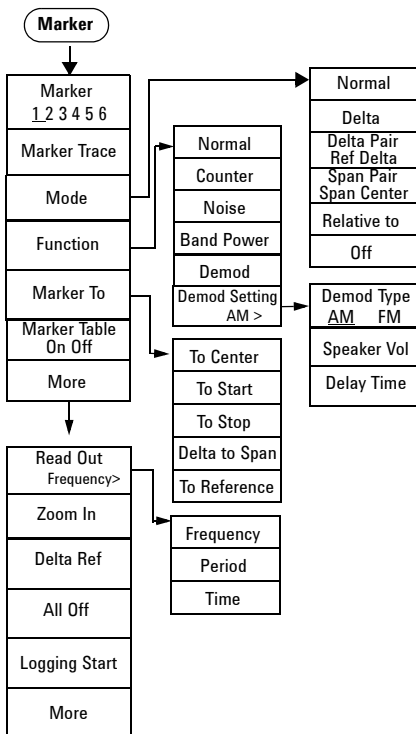 Marker
Marker
1 2 3 4 5 6
Marker Trace
Mode
Function
Marker To
Marker Table
On Off
More
Normal
Delta
Delta Pair
Ref Delta
Span Pair
Span Center
Relative to
Off
Normal
Counter
Noise
Band Power
Demod
Demod Setting
AM >
Demod Type
AM FM
Speaker Vol
Delay Time
To Center
To Start
To Stop
Delta to Span
To Reference
Read Out
Frequency>
Zoom In
Delta Ref
All Off
Logging Start
More
Frequency
Period
Time